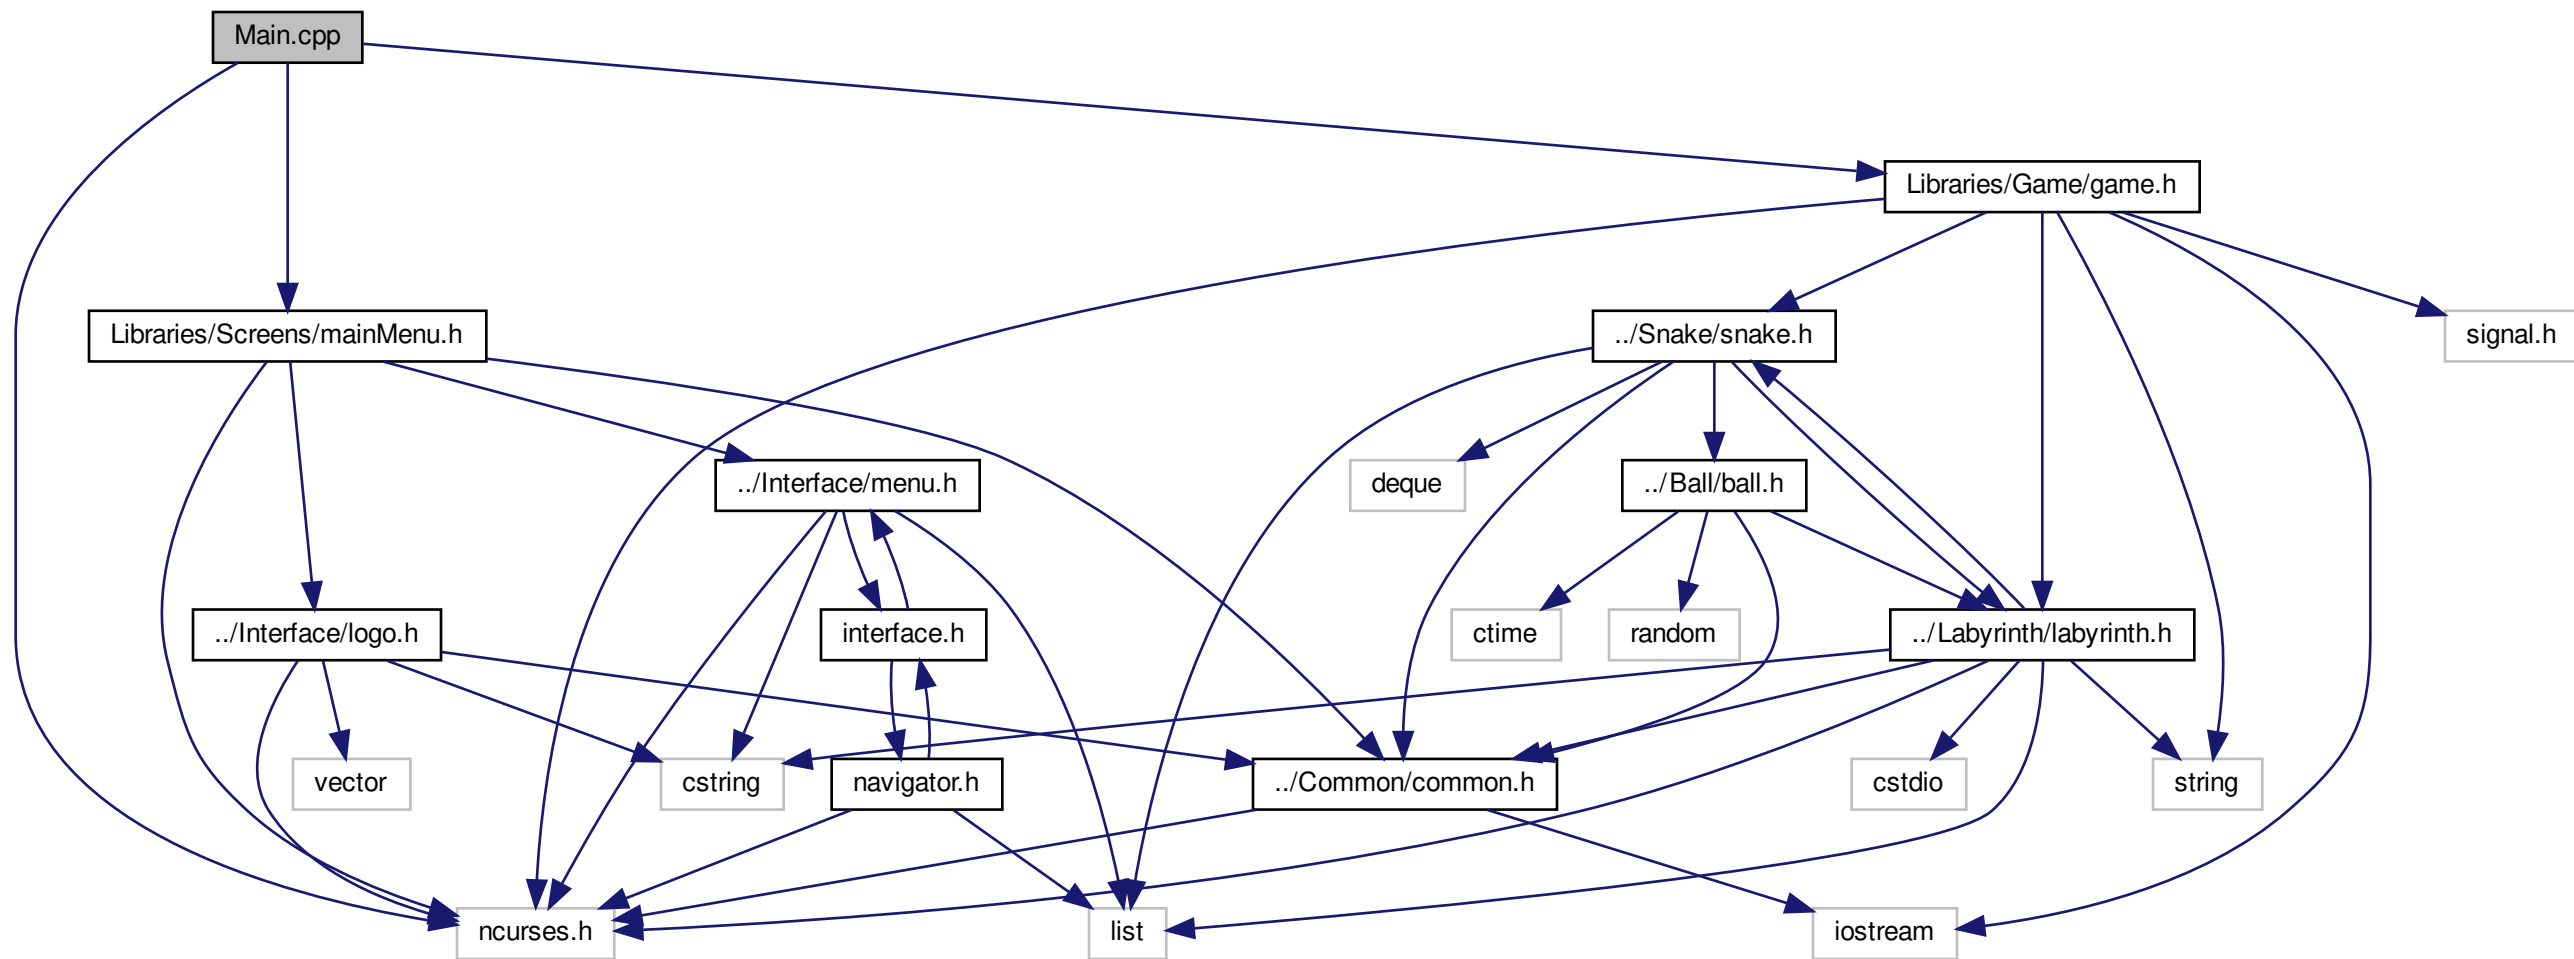 Main.cpp
Libraries/Game/game.h
Libraries/Screens/mainMenu.h
../Snake/snake.h
signal.h
../Interface/menu.h
deque
../Ball/ball.h
../Interface/logo.h
interface.h
ctime
random
../Labyrinth/labyrinth.h
vector
cstring
navigator.h
../Common/common.h
cstdio
string
ncurses.h
list
iostream